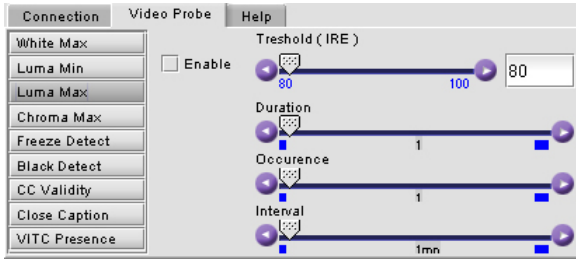 Connection Video Probe Help
White Max
Luma Min
Luma Max
Chroma Max
Freeze Detect
Black Detect
CC Validity
Close Caption
VITC Presence
Enable
Treshold ( IRE )
80 100 80
Duration
1
Occurence
1
Interval
1mn